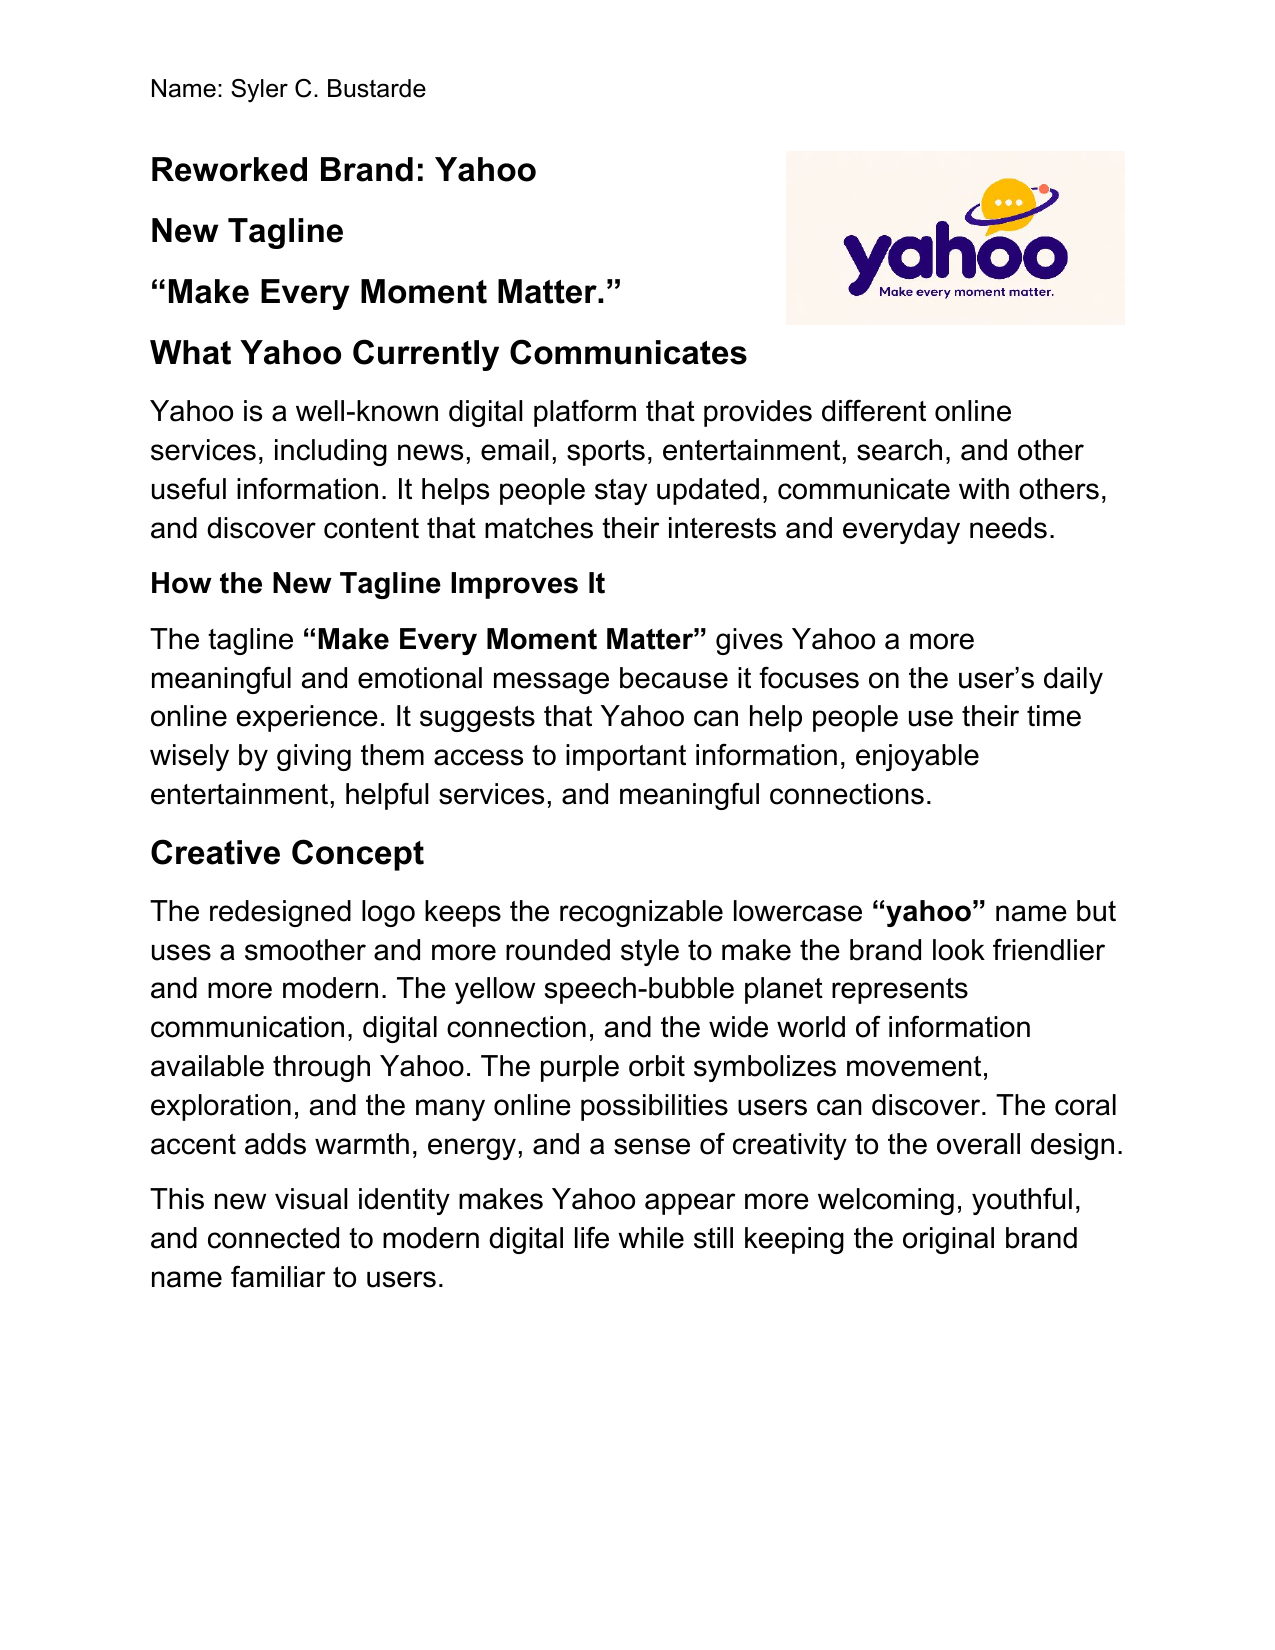 Name: Syler C. Bustarde
Reworked Brand: Yahoo
New Tagline
“Make Every Moment Matter.”
yahoo
Make every moment matter.
What Yahoo Currently Communicates
Yahoo is a well-known digital platform that provides different online
services, including news, email, sports, entertainment, search, and other
useful information. It helps people stay updated, communicate with others,
and discover content that matches their interests and everyday needs.
How the New Tagline Improves It
The tagline “Make Every Moment Matter” gives Yahoo a more
meaningful and emotional message because it focuses on the user’s daily
online experience. It suggests that Yahoo can help people use their time
wisely by giving them access to important information, enjoyable
entertainment, helpful services, and meaningful connections.
Creative Concept
The redesigned logo keeps the recognizable lowercase “yahoo” name but
uses a smoother and more rounded style to make the brand look friendlier
and more modern. The yellow speech-bubble planet represents
communication, digital connection, and the wide world of information
available through Yahoo. The purple orbit symbolizes movement,
exploration, and the many online possibilities users can discover. The coral
accent adds warmth, energy, and a sense of creativity to the overall design.
This new visual identity makes Yahoo appear more welcoming, youthful,
and connected to modern digital life while still keeping the original brand
name familiar to users.